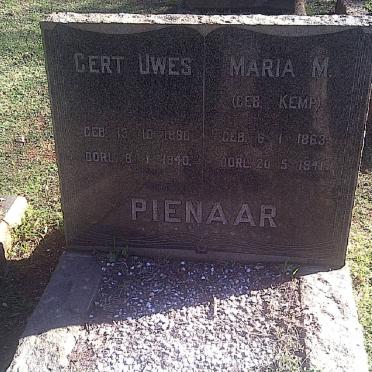 GERT UWES
GEB. 13 10 1860
OORL. 8 1 1940.
MARIA M.
(GEB. KEMP)
GEB. 6 1 1863
OORL. 20 5 1941.
PIENAAR